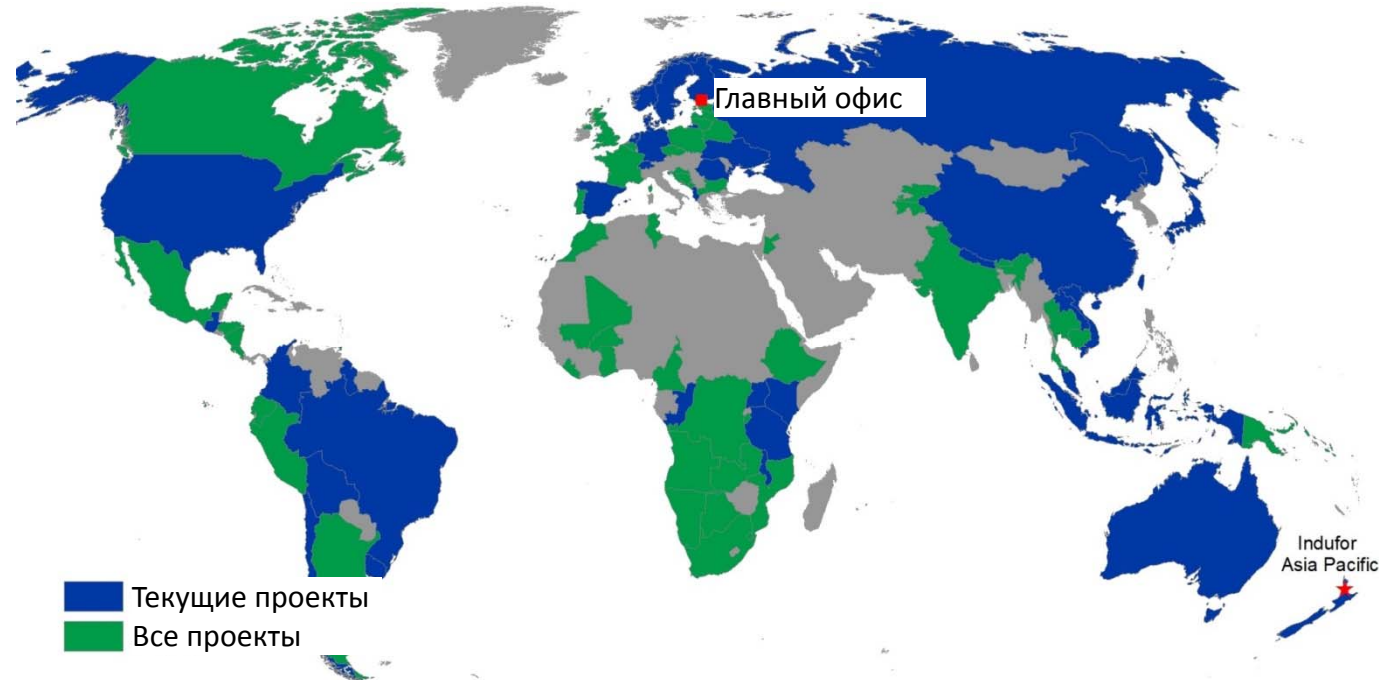 Главный офис
Indufor
Asia Pacific
Текущие проекты
Все проекты